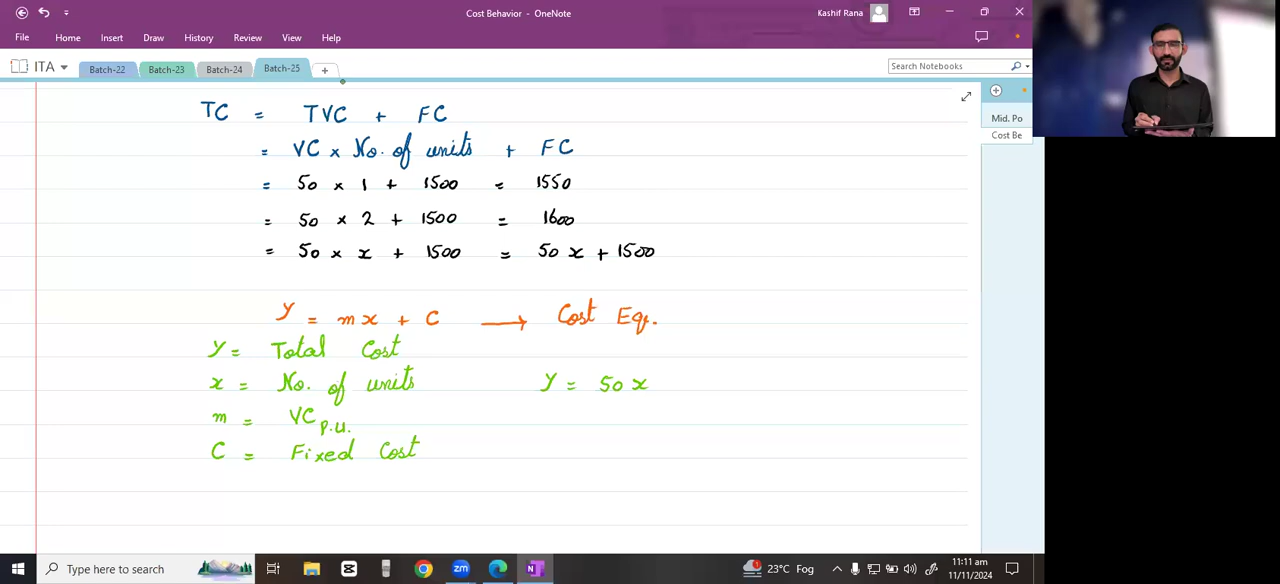 Cost Behavior - OneNote
Kashif Rana
File Home Insert Draw History Review View Help
ITA Batch-22 Batch-23 Batch-24 Batch-25 +
Search Notebooks
Mid. Po
Cost Be
TC = TVC + FC
= VC × No. of units + FC
= 50 × 1 + 1500 = 1550
= 50 × 2 + 1500 = 1600
= 50 × x + 1500 = 50 x + 1500
y = mx + C → Cost Eq.
y = Total Cost
x = No. of units
y = 50 x
m = VC p.u.
C = Fixed Cost
Type here to search
zm
N
23°C Fog
11:11 am
11/11/2024